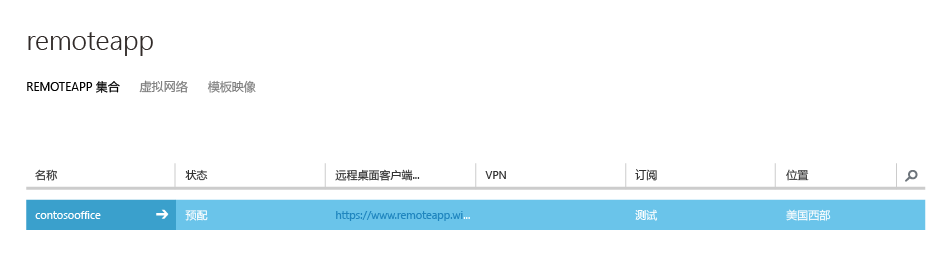 remoteapp
REMOTEAPP 集合 虚拟网络 模板映像
名称 状态 远程桌面客户端... VPN 订阅 位置
contosooffice 预配 https://www.remoteapp.wi... 测试 美国西部